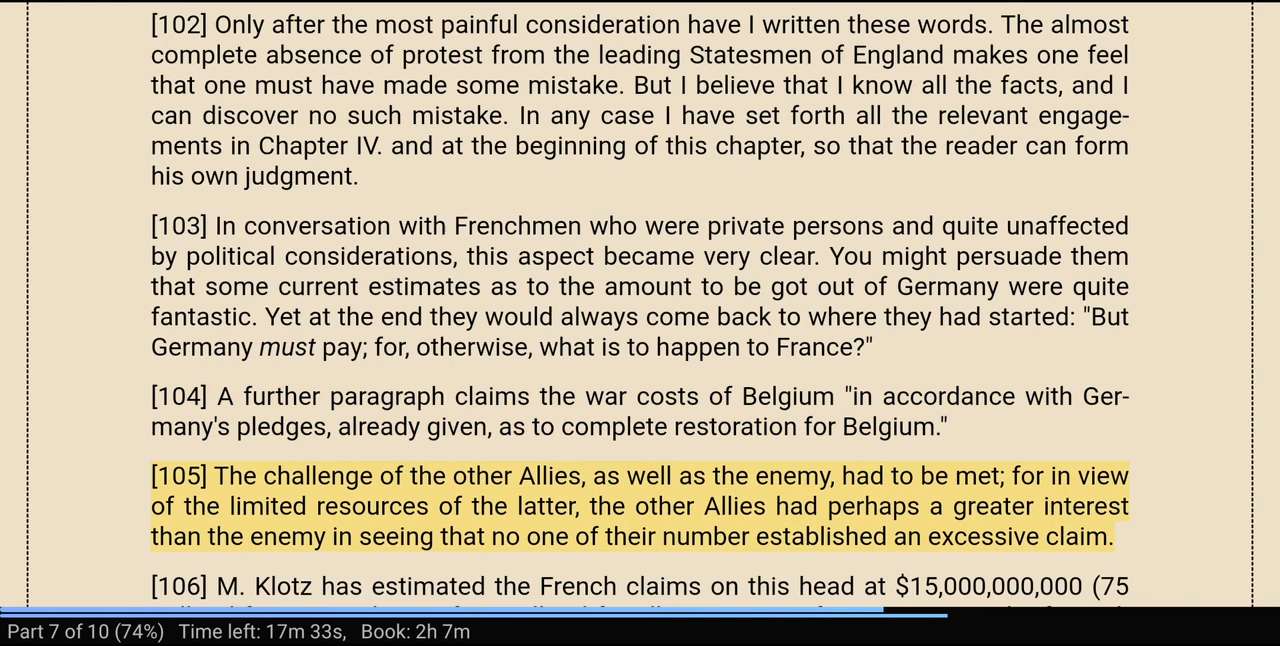 [102] Only after the most painful consideration have I written these words. The almost
complete absence of protest from the leading Statesmen of England makes one feel
that one must have made some mistake. But I believe that I know all the facts, and I
can discover no such mistake. In any case I have set forth all the relevant engage-
ments in Chapter IV. and at the beginning of this chapter, so that the reader can form
his own judgment.
[103] In conversation with Frenchmen who were private persons and quite unaffected
by political considerations, this aspect became very clear. You might persuade them
that some current estimates as to the amount to be got out of Germany were quite
fantastic. Yet at the end they would always come back to where they had started: "But
Germany must pay; for, otherwise, what is to happen to France?"
[104] A further paragraph claims the war costs of Belgium "in accordance with Ger-
many's pledges, already given, as to complete restoration for Belgium."
[105] The challenge of the other Allies, as well as the enemy, had to be met; for in view
of the limited resources of the latter, the other Allies had perhaps a greater interest
than the enemy in seeing that no one of their number established an excessive claim.
[106] M. Klotz has estimated the French claims on this head at $15,000,000,000 (75
Part 7 of 10 (74%) Time left: 17m 33s, Book: 2h 7m